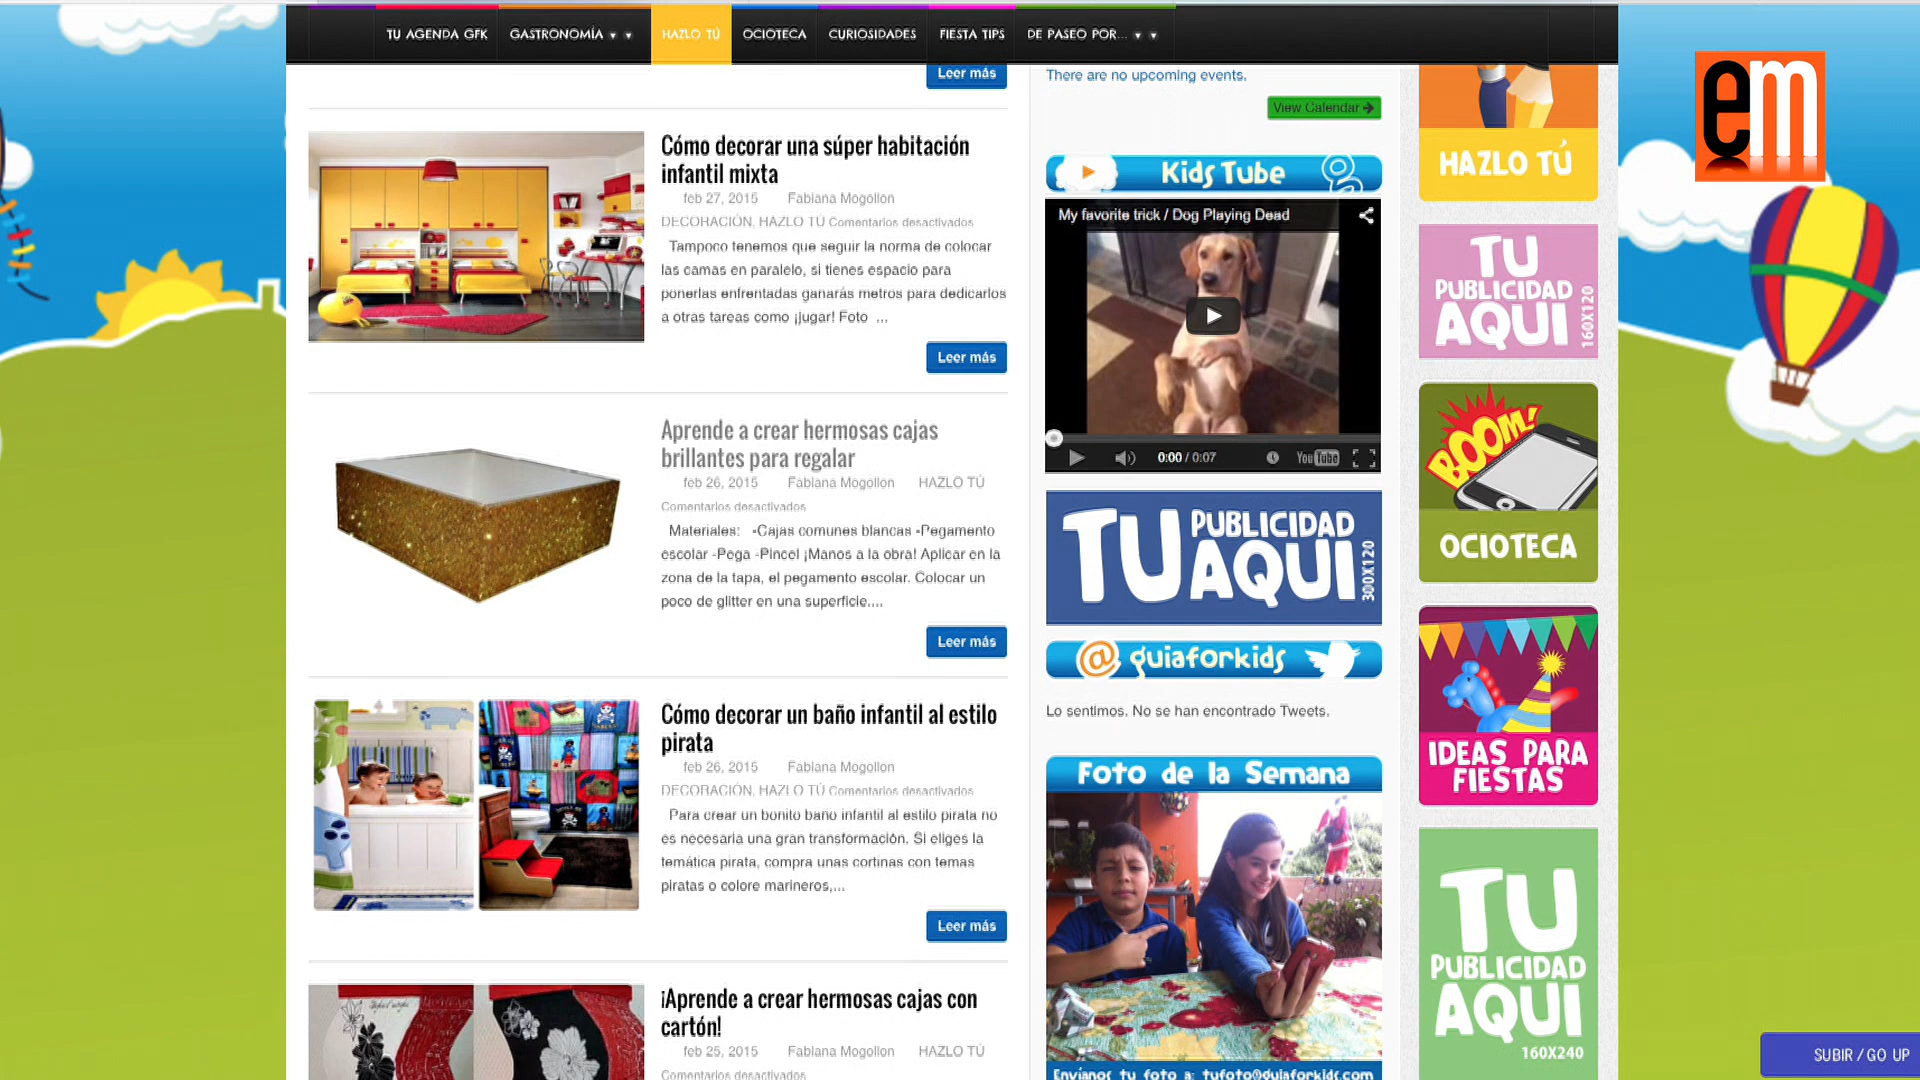 TU AGENDA GFK
GASTRONOMÍA
HAZLO TÚ
OCIOTECA
CURIOSIDADES
FIESTA TIPS
DE PASEO POR...
Leer más
Cómo decorar una súper habitación
infantil mixta
feb 27, 2015 Fabiana Mogollon
DECORACIÓN, HAZLO TÚ Comentarios desactivados
Tampoco tenemos que seguir la norma de colocar
las camas en paralelo, si tienes espacio para
ponerlas enfrentadas ganarás metros para dedicarlos
a otras tareas como ¡jugar! Foto ...
Leer más
Aprende a crear hermosas cajas
brillantes para regalar
feb 26, 2015 Fabiana Mogollon HAZLO TÚ
Comentarios desactivados
Materiales: -Cajas comunes blancas -Pegamento
escolar -Pega -Pincel ¡Manos a la obra! Aplicar en la
zona de la tapa, el pegamento escolar. Colocar un
poco de glitter en una superficie....
Leer más
Cómo decorar un baño infantil al estilo
pirata
feb 26, 2015 Fabiana Mogollon
DECORACIÓN, HAZLO TÚ Comentarios desactivados
Para crear un bonito baño infantil al estilo pirata no
es necesaria una gran transformación. Si eliges la
temática pirata, compra unas cortinas con temas
piratas o colore marineros,...
Leer más
¡Aprende a crear hermosas cajas con
cartón!
feb 25, 2015 Fabiana Mogollon HAZLO TÚ
Comentarios desactivados
There are no upcoming events.
View Calendar
Kids Tube
g
My favorite trick / Dog Playing Dead
0:00 / 0:07
YouTube
TU PUBLICIDAD
AQUI
300X120
@ guiaforkids
Lo sentimos. No se han encontrado Tweets.
Foto de la Semana
Envíanos tu foto a: tufoto@guiaforkids.com
HAZLO TÚ
TU
PUBLICIDAD
AQUI
160X120
BOOM!
OCIOTECA
IDEAS PARA
FIESTAS
TU
PUBLICIDAD
AQUI
160X240
em
SUBIR / GO UP